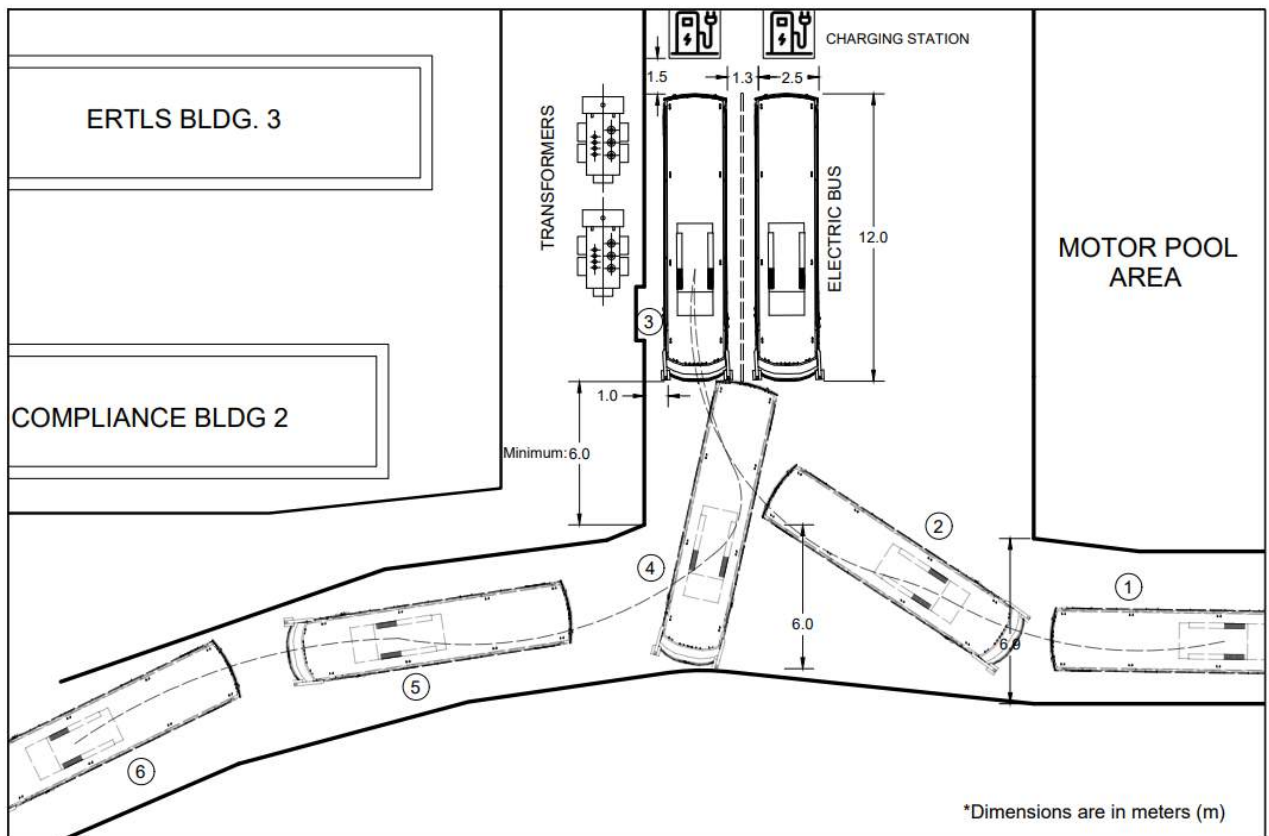 CHARGING STATION
1.5
1.3
2.5
ERTLS BLDG. 3
TRANSFORMERS
ELECTRIC BUS
12.0
MOTOR POOL
AREA
3
1.0
COMPLIANCE BLDG 2
Minimum:
6.0
2
4
6.0
1
6.9
5
6
*Dimensions are in meters (m)